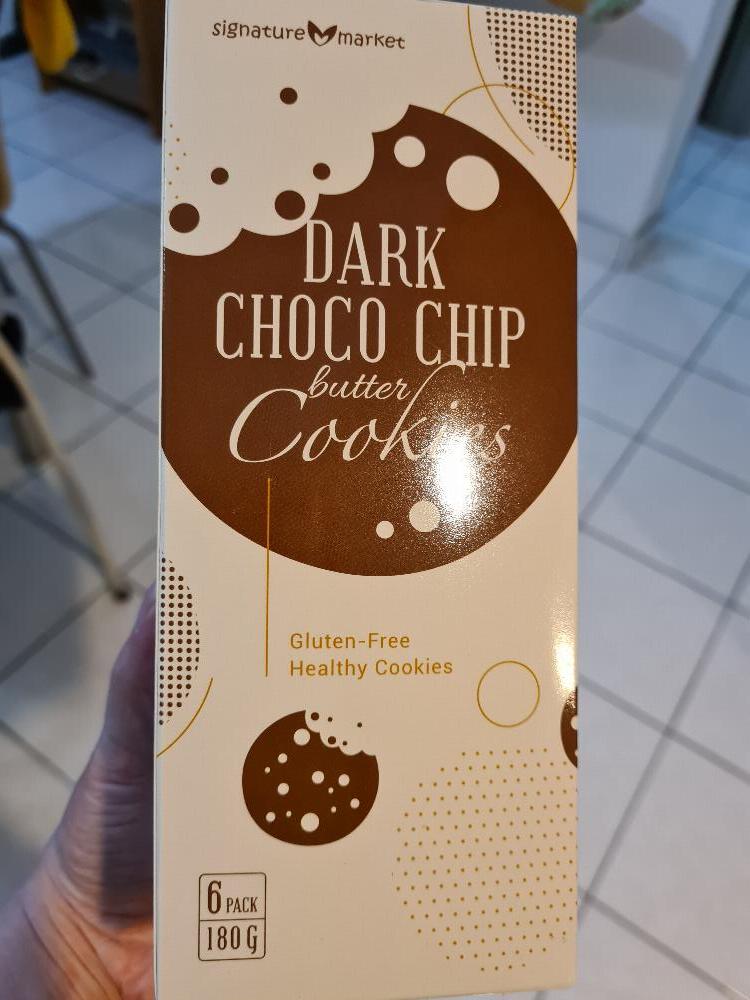 signature market
DARK
CHOCO CHIP
butter
Cookies
Gluten-Free
Healthy Cookies
6 PACK
180 G